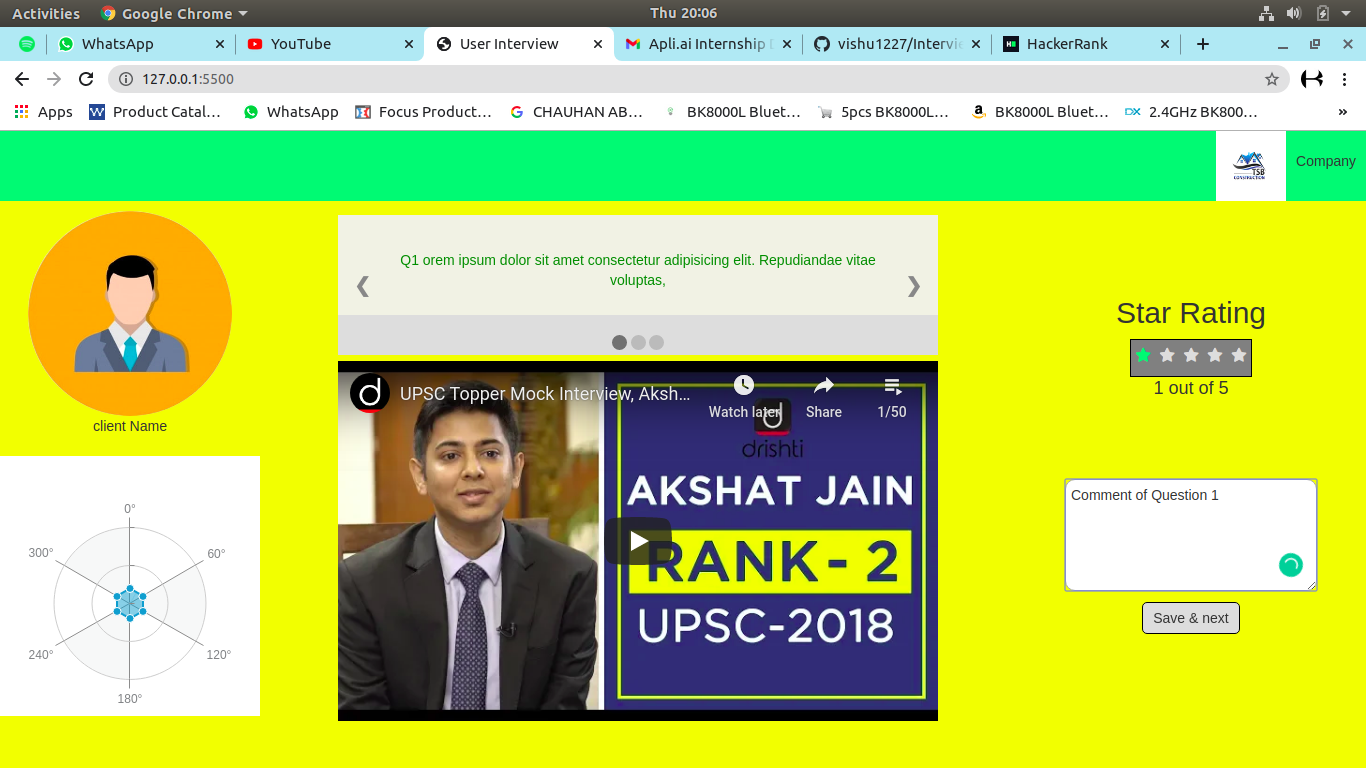 Activities
Google Chrome
Thu 20:06
WhatsApp
YouTube
User Interview
Apli.ai Internship
vishu1227/Intervie
HackerRank
127.0.0.1:5500
Apps
Product Catal…
WhatsApp
Focus Product…
CHAUHAN AB…
BK8000L Bluet…
5pcs BK8000L…
BK8000L Bluet…
2.4GHz BK800…
»
TSB
CONSTRUCTION
Company
client Name
Q1 orem ipsum dolor sit amet consectetur adipisicing elit. Repudiandae vitae
voluptas,
❮
❯
UPSC Topper Mock Interview, Aksh…
Watch later
Share
1/50
drishti
AKSHAT JAIN
RANK - 2
UPSC-2018
Star Rating
1 out of 5
Comment of Question 1
Save & next
0°
60°
120°
180°
240°
300°